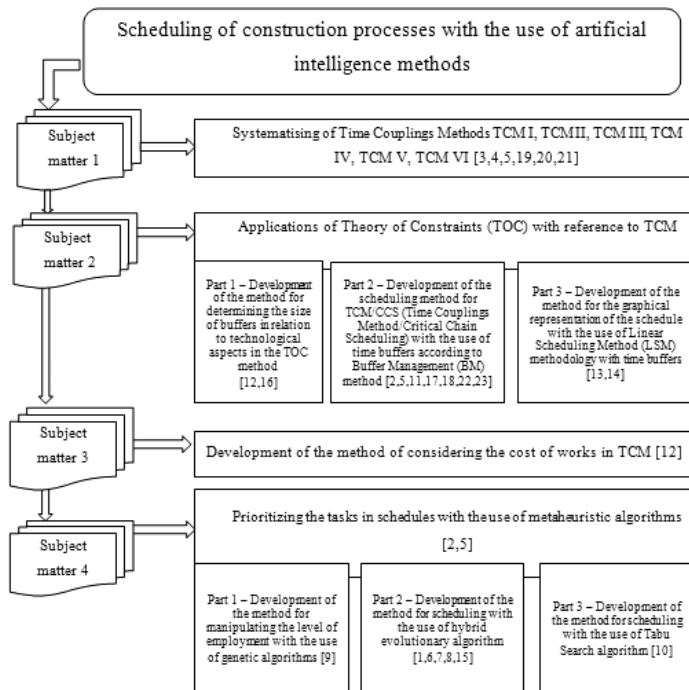 Scheduling of construction processes with the use of artificial
intelligence methods
Subject
matter 1
Systematising of Time Couplings Methods TCM I, TCM II, TCM III, TCM
IV, TCM V, TCM VI [3,4,5,19,20,21]
Subject
matter 2
Applications of Theory of Constraints (TOC) with reference to TCM
Part 1 – Development
of the method for
determining the size
of buffers in relation
to technological
aspects in the TOC
method
[12,16]
Part 2 – Development of the
scheduling method for
TCM/CCS (Time Couplings
Method/Critical Chain
Scheduling) with the use of
time buffers according to
Buffer Management (BM)
method [2,5,11,17,18,22,23]
Part 3 – Development of the
method for the graphical
representation of the schedule
with the use of Linear
Scheduling Method (LSM)
methodology with time buffers
[13,14]
Subject
matter 3
Development of the method of considering the cost of works in TCM [12]
Subject
matter 4
Prioritizing the tasks in schedules with the use of metaheuristic algorithms
[2,5]
Part 1 – Development of
the method for
manipulating the level of
employment with the use
of genetic algorithms [9]
Part 2 – Development of the
method for scheduling with
the use of hybrid
evolutionary algorithm
[1,6,7,8,15]
Part 3 – Development of
the method for scheduling
with the use of Tabu
Search algorithm [10]